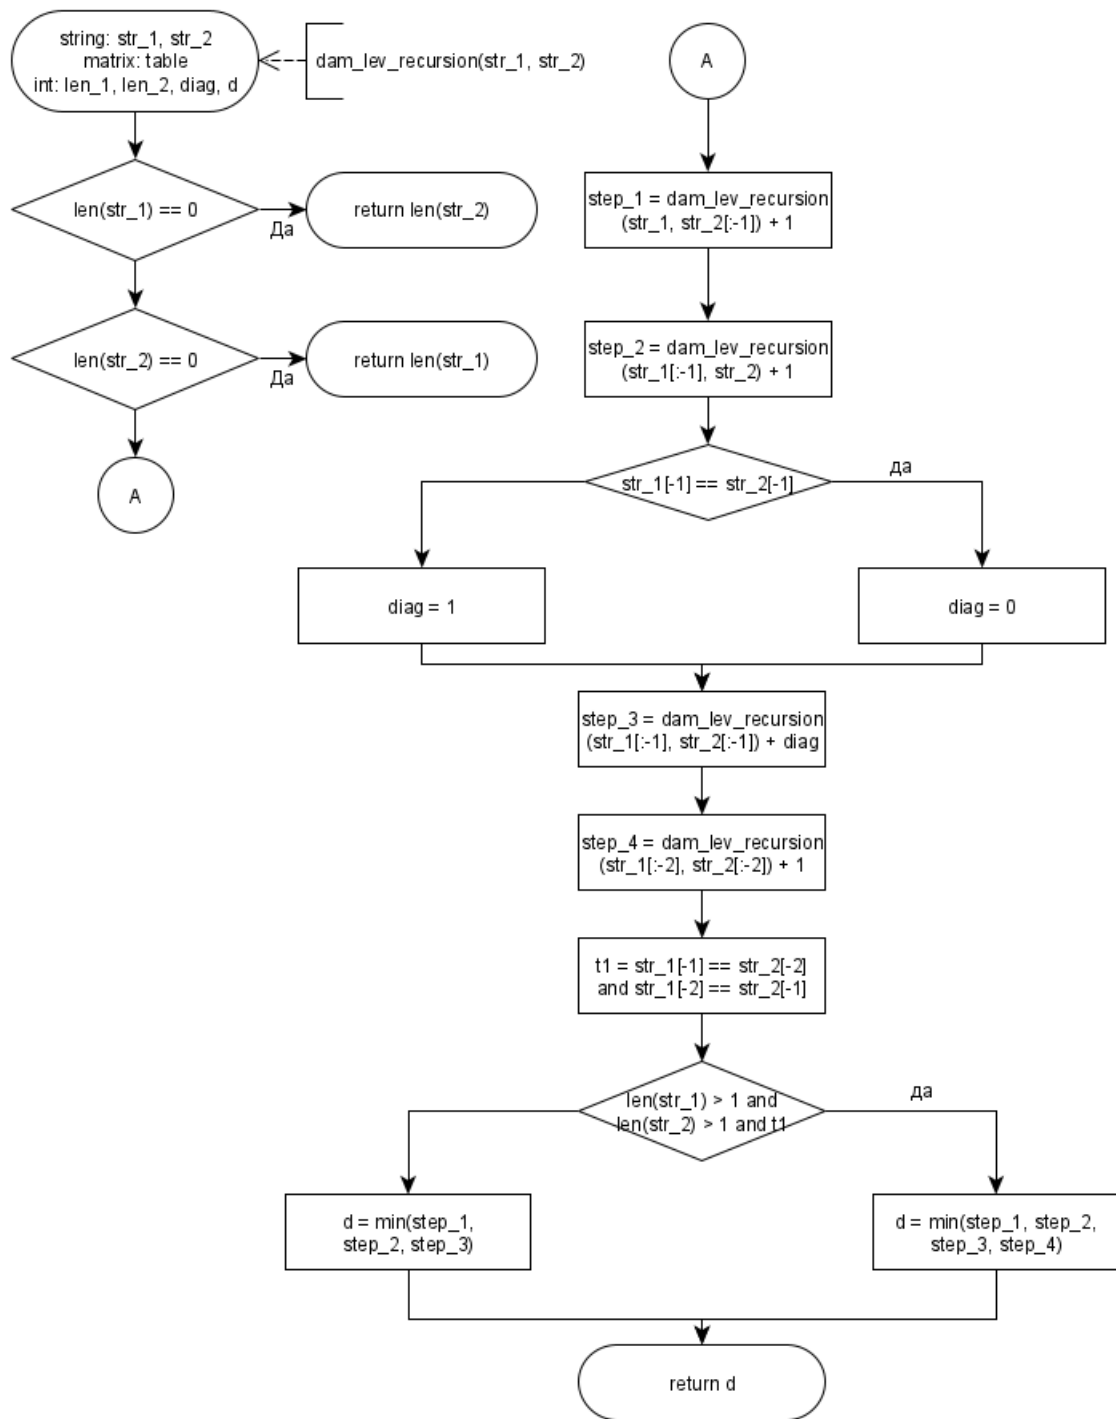 string: str_1, str_2
matrix: table
int: len_1, len_2, diag, d
dam_lev_recursion(str_1, str_2)
len(str_1) == 0
Да
return len(str_2)
len(str_2) == 0
Да
return len(str_1)
A
A
step_1 = dam_lev_recursion
(str_1, str_2[:-1]) + 1
step_2 = dam_lev_recursion
(str_1[:-1], str_2) + 1
str_1[-1] == str_2[-1]
да
diag = 1
diag = 0
step_3 = dam_lev_recursion
(str_1[:-1], str_2[:-1]) + diag
step_4 = dam_lev_recursion
(str_1[:-2], str_2[:-2]) + 1
t1 = str_1[-1] == str_2[-2]
and str_1[-2] == str_2[-1]
len(str_1) > 1 and
len(str_2) > 1 and t1
да
d = min(step_1,
step_2, step_3)
d = min(step_1, step_2,
step_3, step_4)
return d